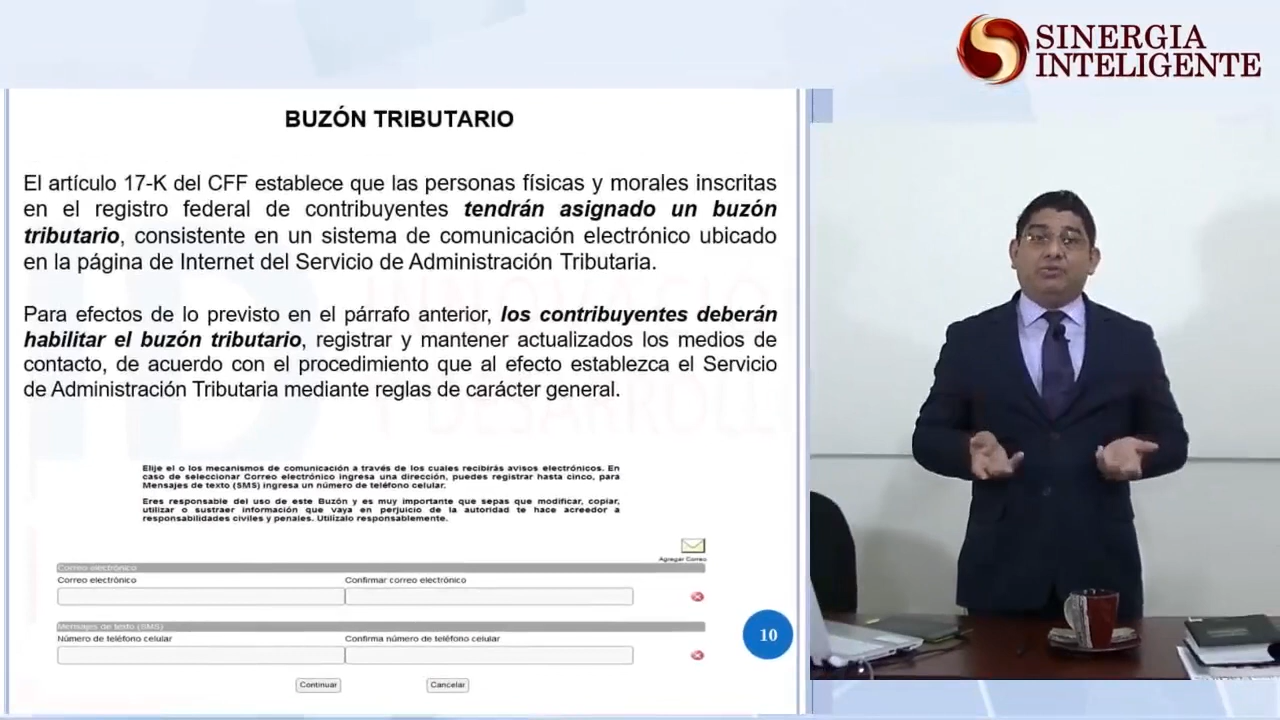 SINERGIA
INTELIGENTE
BUZÓN TRIBUTARIO
El artículo 17-K del CFF establece que las personas físicas y morales inscritas
en el registro federal de contribuyentes tendrán asignado un buzón
tributario, consistente en un sistema de comunicación electrónico ubicado
en la página de Internet del Servicio de Administración Tributaria.
Para efectos de lo previsto en el párrafo anterior, los contribuyentes deberán
habilitar el buzón tributario, registrar y mantener actualizados los medios de
contacto, de acuerdo con el procedimiento que al efecto establezca el Servicio
de Administración Tributaria mediante reglas de carácter general.
Elije el o los mecanismos de comunicación a través de los cuales recibirás avisos electrónicos. En
caso de seleccionar Correo electrónico ingresa una dirección, puedes registrar hasta cinco, para
Mensajes de texto (SMS) ingresa un número de teléfono celular.
Eres responsable del uso de este Buzón y es muy importante que sepas que modificar, copiar,
utilizar o sustraer información que vaya en perjuicio de la autoridad te hace acreedor a
responsabilidades civiles y penales. Utilízalo responsablemente.
Agregar Correo
Correo electrónico
Correo electrónico Confirmar correo electrónico
Mensajes de texto (SMS)
Número de teléfono celular Confirma número de teléfono celular
Continuar Cancelar
10